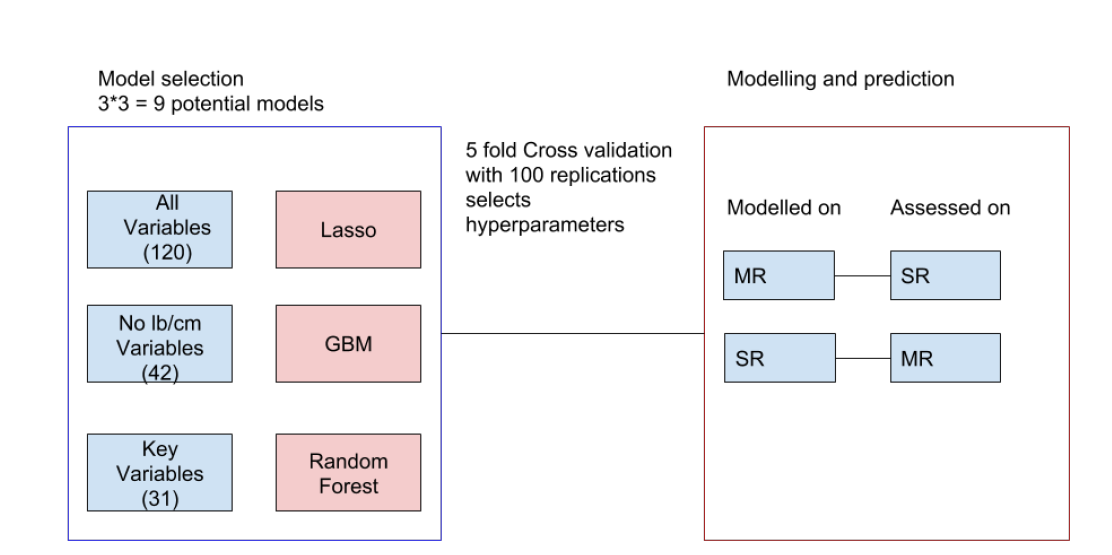 Model selection
3*3 = 9 potential models
All
Variables
(120)
Lasso
No lb/cm
Variables
(42)
GBM
Key
Variables
(31)
Random
Forest
5 fold Cross validation
with 100 replications
selects
hyperparameters
Modelling and prediction
Modelled on
Assessed on
MR
SR
SR
MR